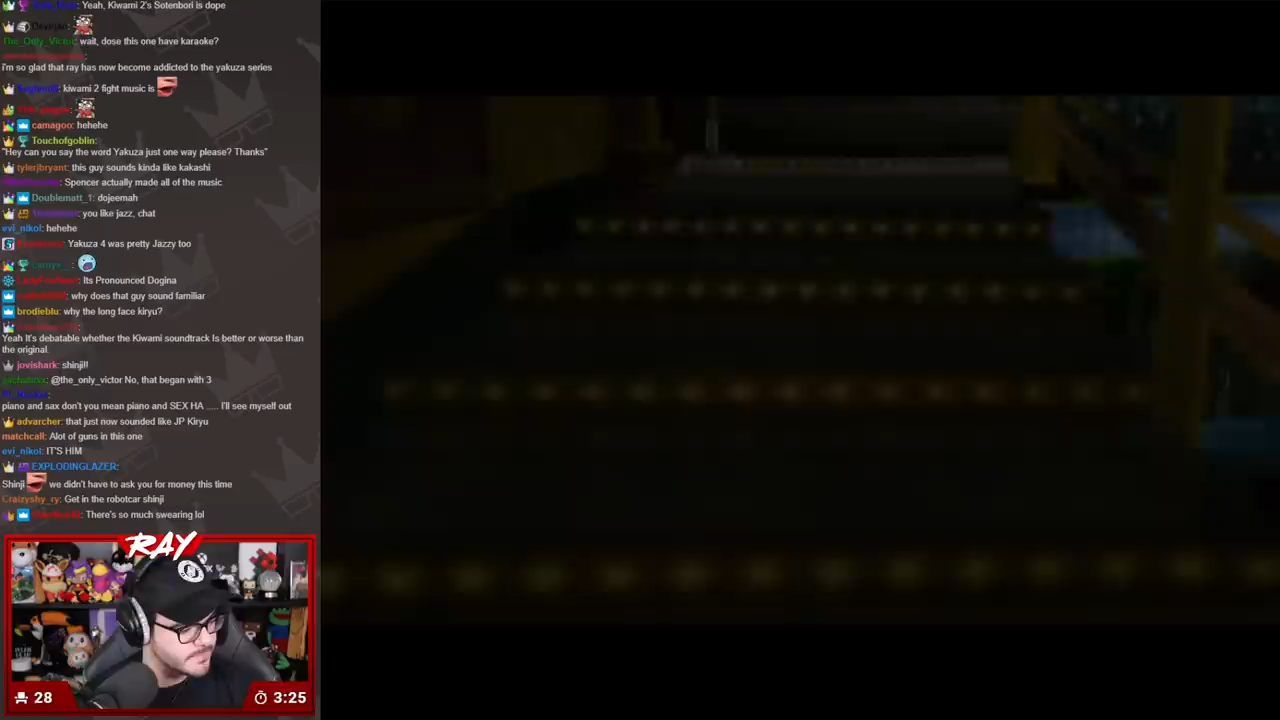 Yeah, Kiwami 2's Sotenbori is dope
The_Only_Victor: wait, dose this one have karaoke?
i'm so glad that ray has now become addicted to the yakuza series
kiwami 2 fight music is
camagoo: hehehe
Touchofgoblin:
"Hey can you say the word Yakuza just one way please? Thanks"
tylerjbryant: this guy sounds kinda like kakashi
Spencer actually made all of the music
Doublematt_1: dojeemah
you like jazz, chat
evi_nikol: hehehe
Yakuza 4 was pretty Jazzy too
Its Pronounced Dogina
why does that guy sound familiar
brodieblu: why the long face kiryu?
Yeah It's debatable whether the Kiwami soundtrack Is better or worse than
the original.
jovishark: shinji!!
@the_only_victor No, that began with 3
piano and sax don't you mean piano and SEX HA ..... I'll see myself out
advarcher: that just now sounded like JP Kiryu
matchcall: Alot of guns in this one
evi_nikol: IT'S HIM
EXPLODINGLAZER:
Shinji we didn't have to ask you for money this time
Craizyshy_ry: Get in the robotcar shinji
There's so much swearing lol
RAY
28
3:25